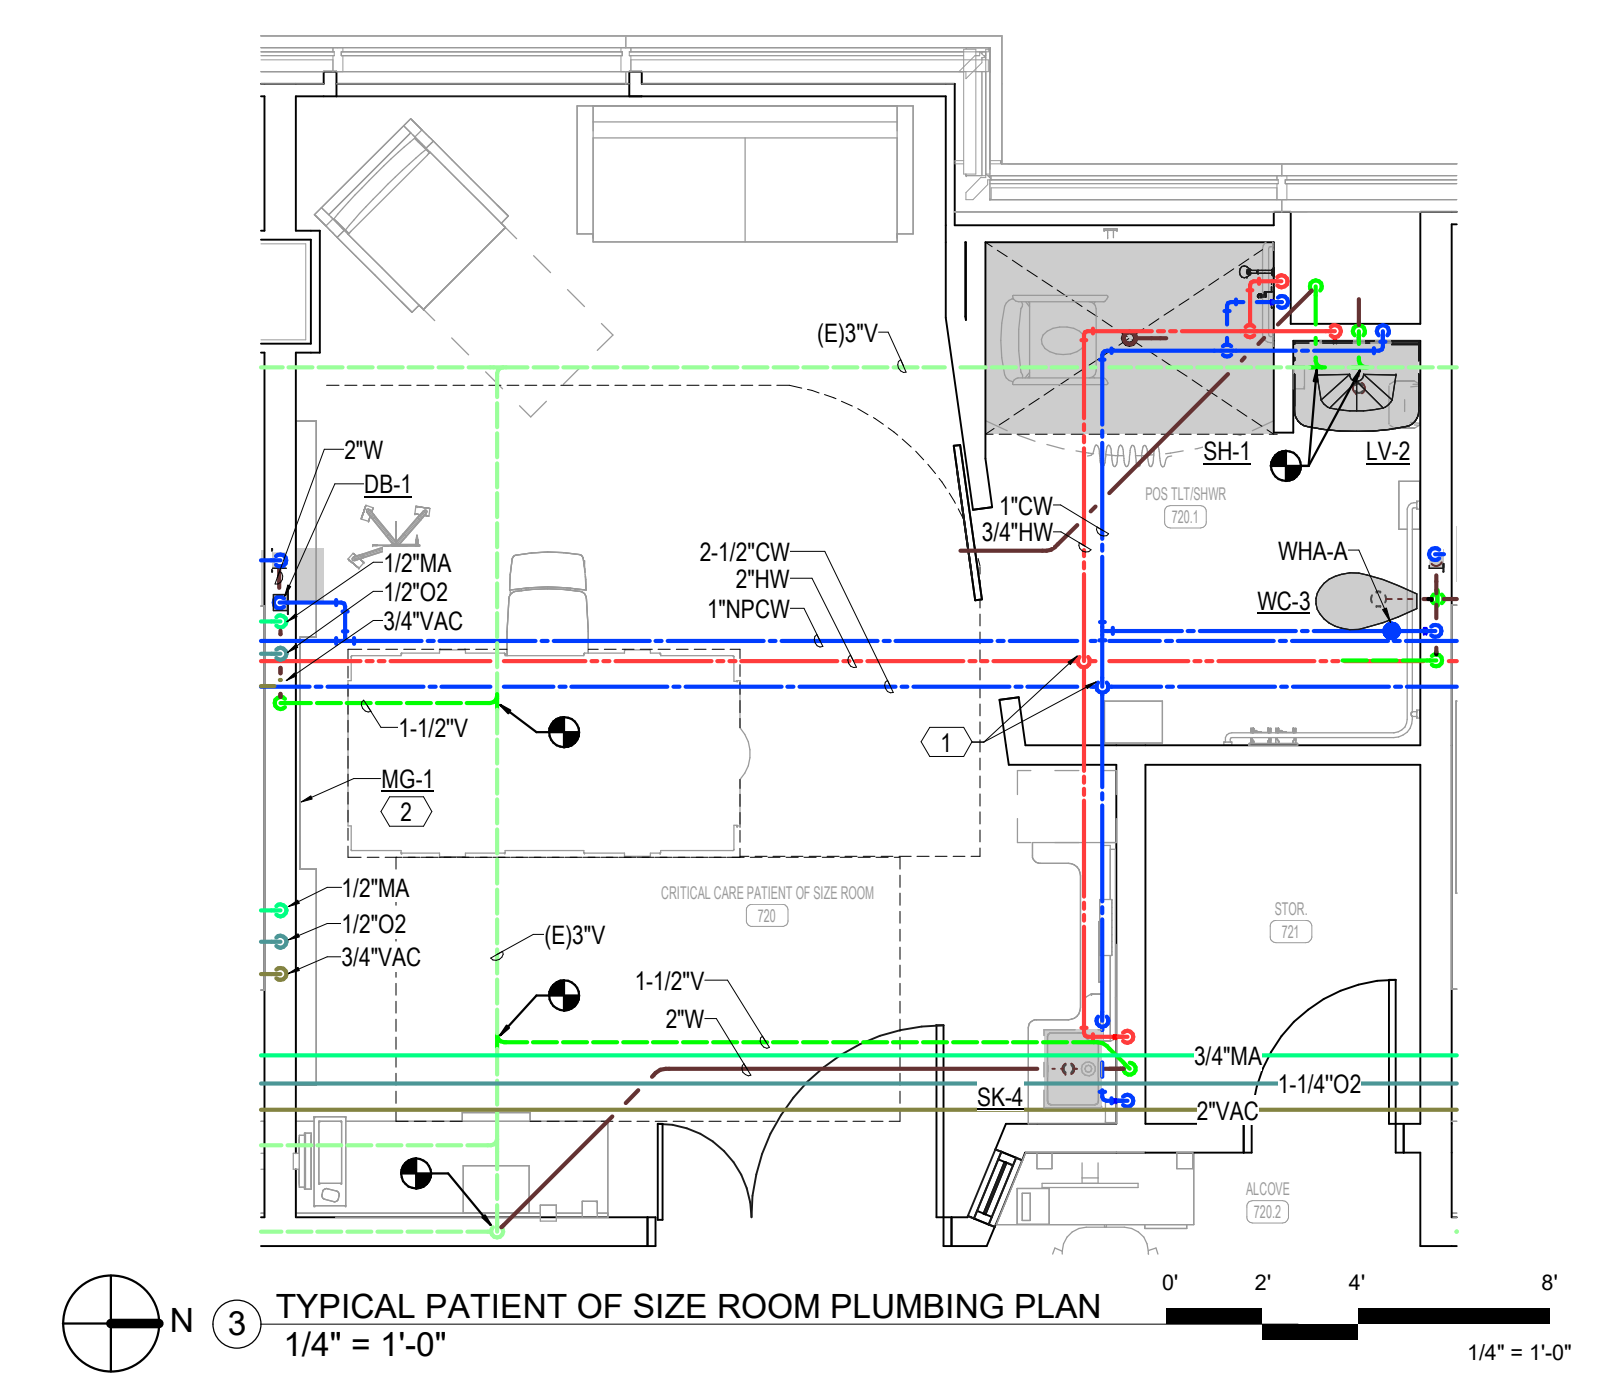 (E)3"V
2"W
DB-1
SH-1
LV-2
POS TLT/SHWR
720.1
1"CW
3/4"HW
1/2"MA
1/2"O2
3/4"VAC
2-1/2"CW
2"HW
1"NPCW
WHA-A
WC-3
1-1/2"V
1
MG-1
2
1/2"MA
1/2"O2
3/4"VAC
CRITICAL CARE PATIENT OF SIZE ROOM
720
STOR.
721
(E)3"V
1-1/2"V
2"W
3/4"MA
1-1/4"O2
SK-4
2"VAC
ALCOVE
720.2
N
3
TYPICAL PATIENT OF SIZE ROOM PLUMBING PLAN
1/4" = 1'-0"
0' 2' 4' 8'
1/4" = 1'-0"